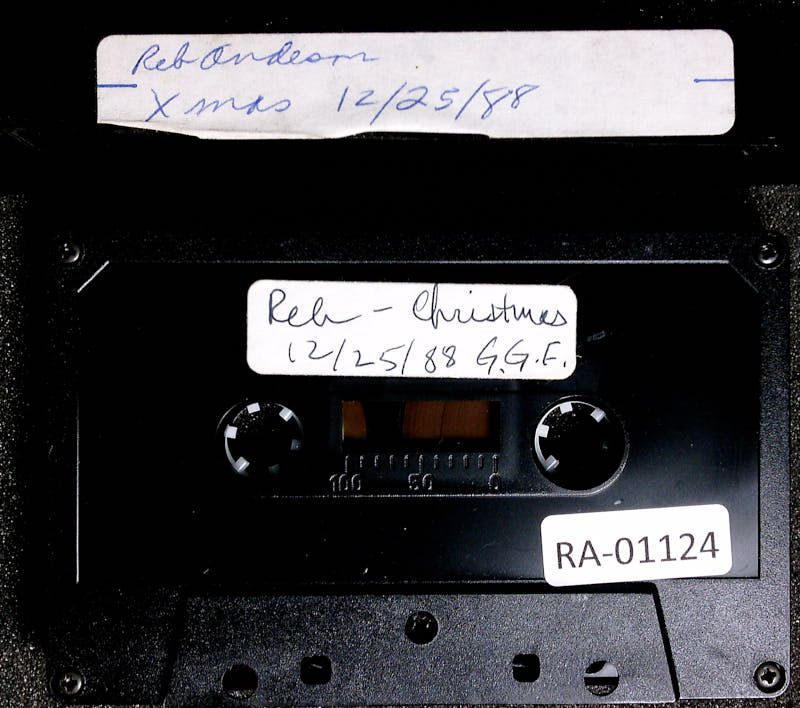 Reb Anderson
Xmas 12/25/88
Reb - Christmas
12/25/88 G.G.F.
100 50 0
RA-01124